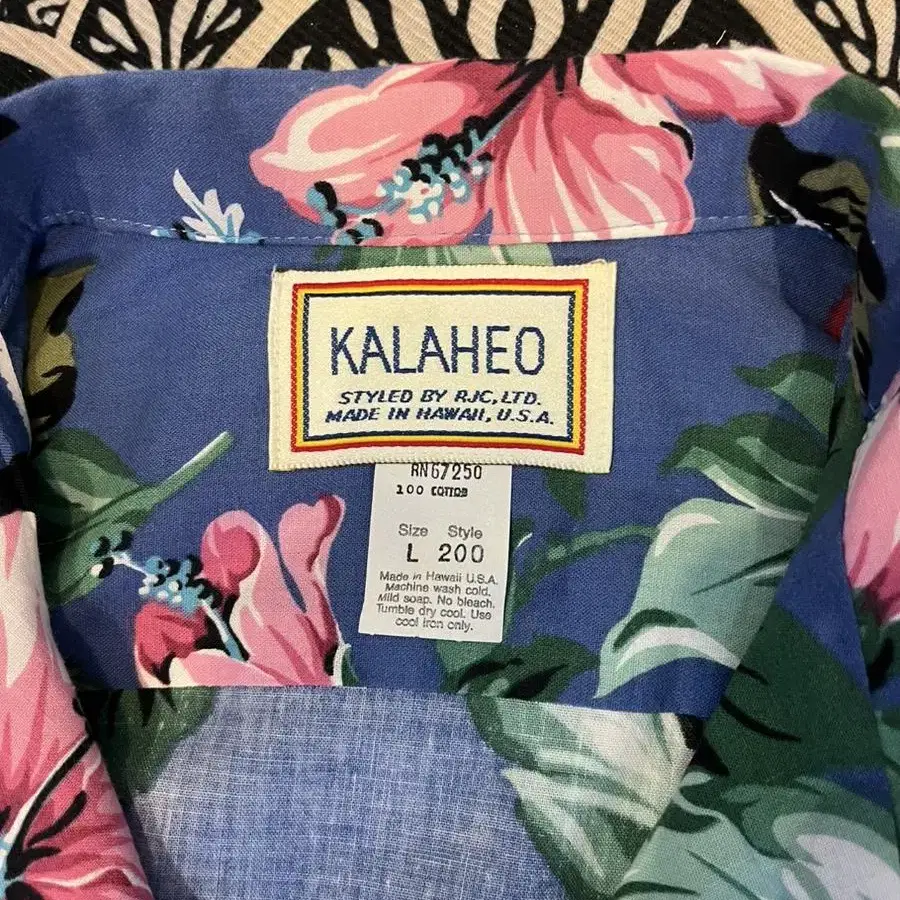 KALAHEO
STYLED BY RJC, LTD.
MADE IN HAWAII, U.S.A.
RN67250
100 COTTON
Size Style
L 200
Made in Hawaii U.S.A.
Machine wash cold.
Mild soap. No bleach.
Tumble dry cool. Use
cool iron only.